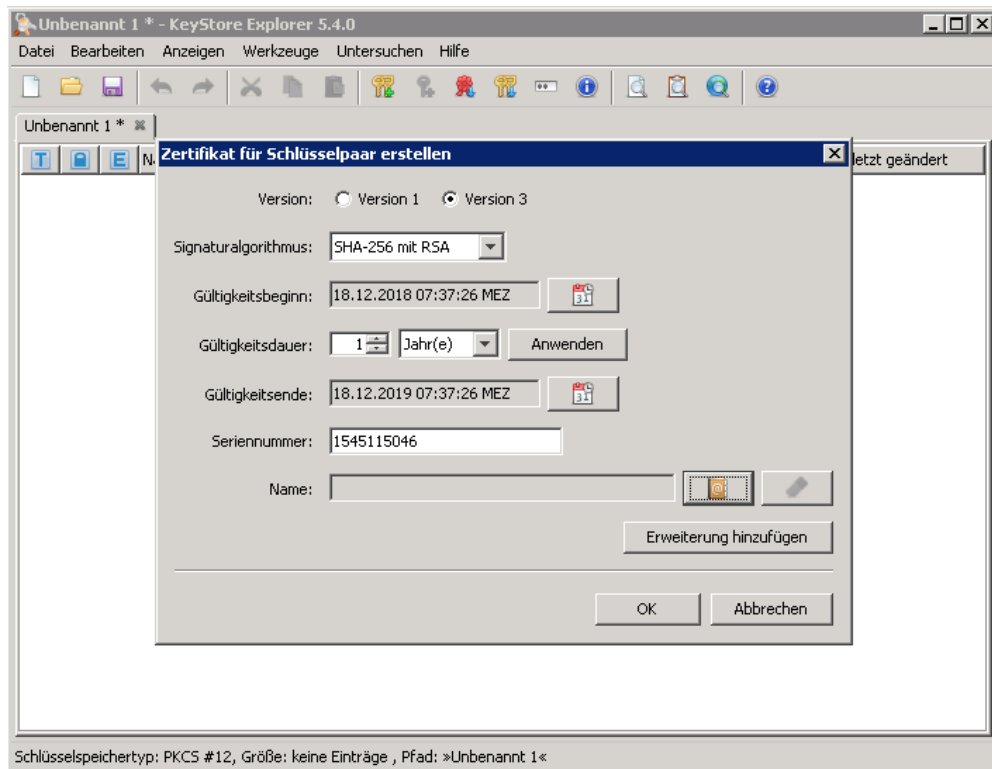 Unbenannt 1 * - KeyStore Explorer 5.4.0
Datei Bearbeiten Anzeigen Werkzeuge Untersuchen Hilfe
Unbenannt 1 *
T E N letzt geändert
Zertifikat für Schlüsselpaar erstellen
Version: Version 1 Version 3
Signaturalgorithmus: SHA-256 mit RSA
Gültigkeitsbeginn: 18.12.2018 07:37:26 MEZ
Gültigkeitsdauer: 1 Jahr(e) Anwenden
Gültigkeitsende: 18.12.2019 07:37:26 MEZ
Seriennummer: 1545115046
Name:
Erweiterung hinzufügen
OK Abbrechen
Schlüsselspeichertyp: PKCS #12, Größe: keine Einträge , Pfad: »Unbenannt 1«